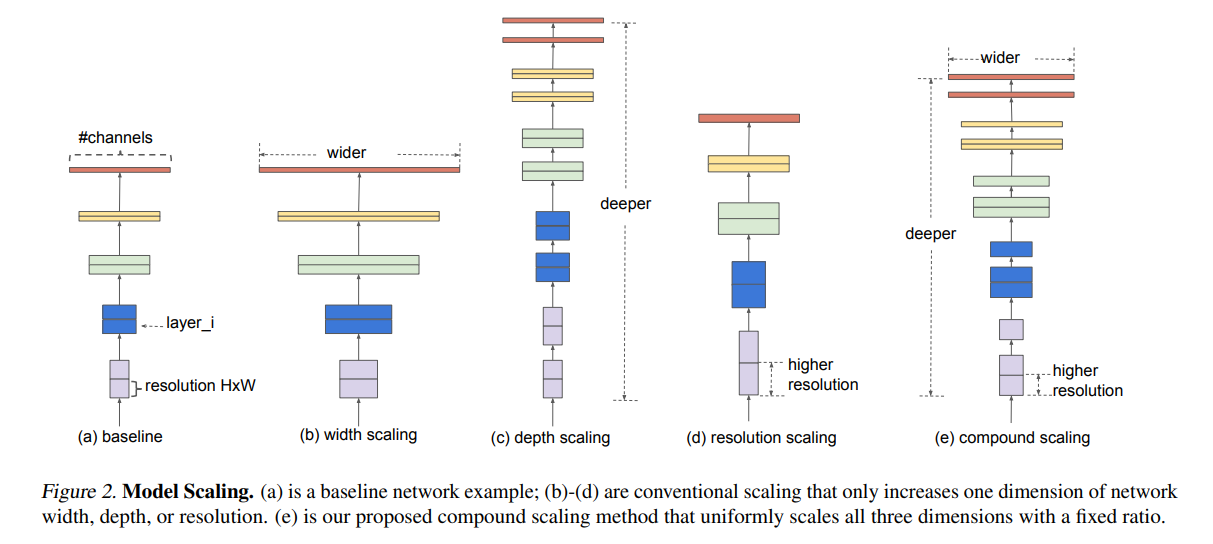 #channels
layer_i
resolution HxW
(a) baseline
wider
(b) width scaling
deeper
(c) depth scaling
higher
resolution
(d) resolution scaling
wider
deeper
higher
resolution
(e) compound scaling
Figure 2. Model Scaling. (a) is a baseline network example; (b)-(d) are conventional scaling that only increases one dimension of network
width, depth, or resolution. (e) is our proposed compound scaling method that uniformly scales all three dimensions with a fixed ratio.